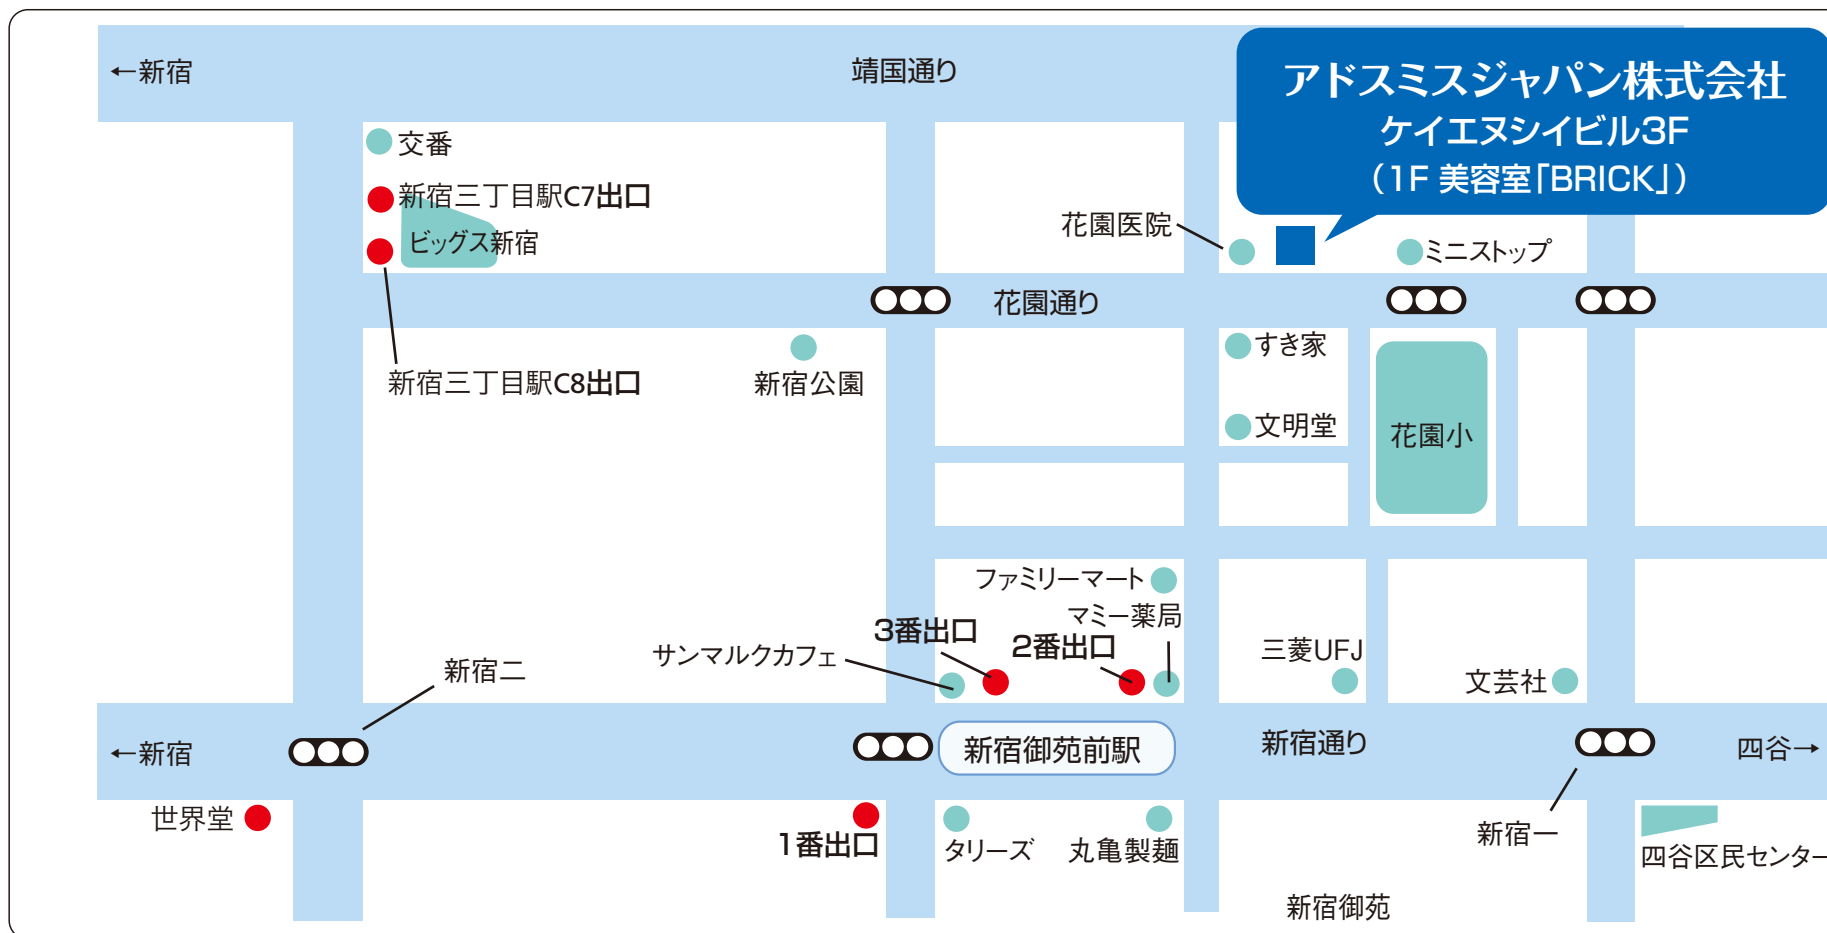 ←新宿
靖国通り
アドスミスジャパン株式会社
ケイエヌシイビル3F
（1F 美容室「BRICK」）
交番
新宿三丁目駅C7出口
ビッグス新宿
花園医院
ミニストップ
花園通り
新宿三丁目駅C8出口
新宿公園
すき家
文明堂
花園小
ファミリーマート
マミー薬局
3番出口
2番出口
サンマルクカフェ
三菱UFJ
文芸社
新宿二
←新宿
新宿御苑前駅
新宿通り
四谷→
世界堂
1番出口
タリーズ
丸亀製麺
新宿一
四谷区民センター
新宿御苑